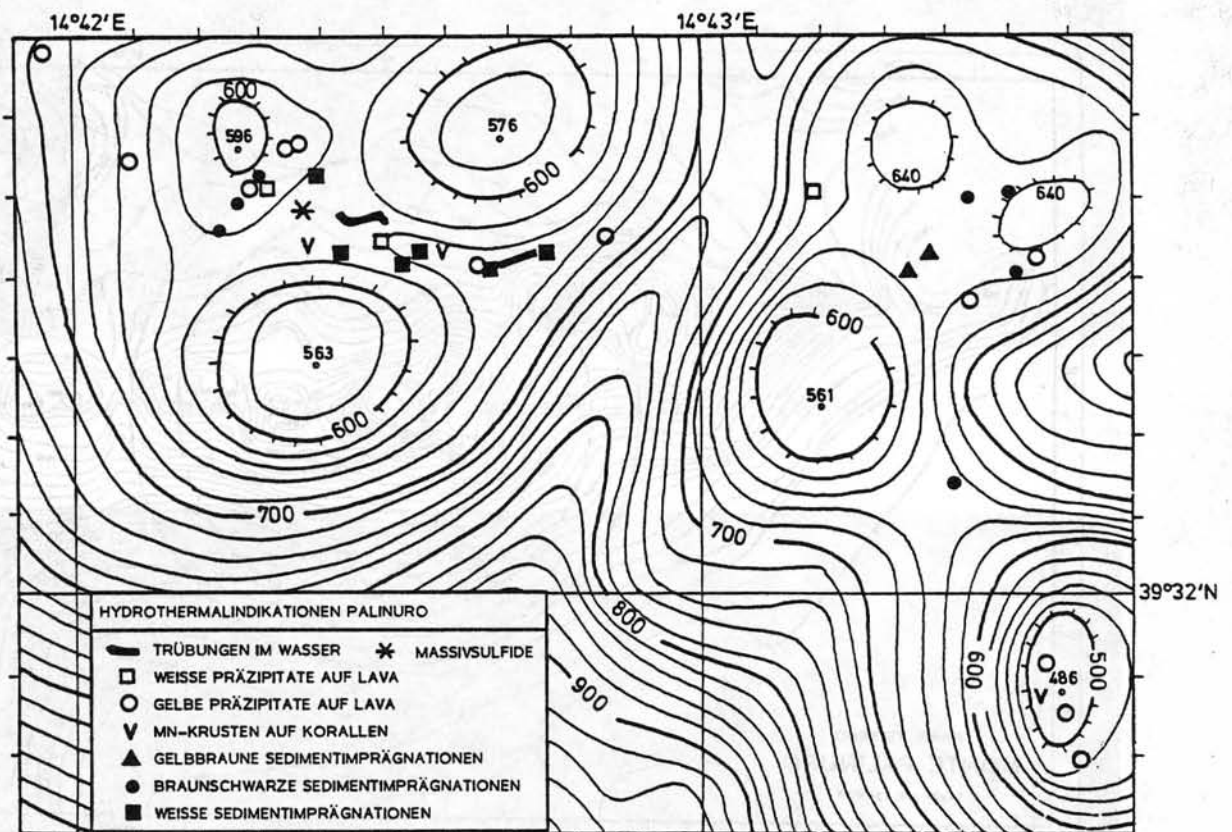 14°42'E
14°43'E
600
596
576
600
640
640
600
563
600
561
700
700
39°32'N
800
600
486
500
900
HYDROTHERMALINDIKATIONEN PALINURO
TRÜBUNGEN IM WASSER
MASSIVSULFIDE
WEISSE PRÄZIPITATE AUF LAVA
GELBE PRÄZIPITATE AUF LAVA
MN-KRUSTEN AUF KORALLEN
GELBBRAUNE SEDIMENTIMPRÄGNATIONEN
BRAUNSCHWARZE SEDIMENTIMPRÄGNATIONEN
WEISSE SEDIMENTIMPRÄGNATIONEN